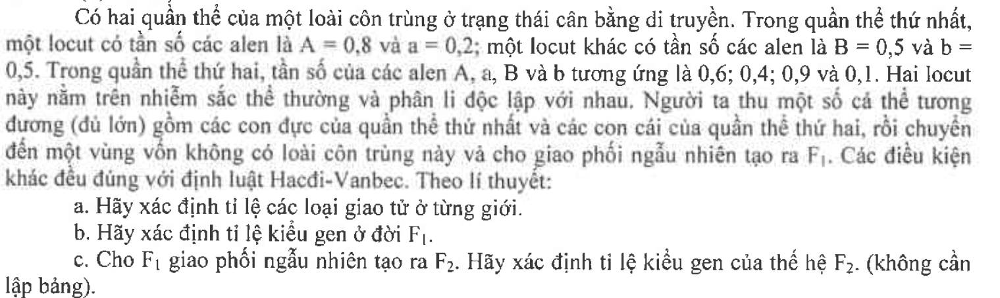 Có hai quần thể của một loài côn trùng ở trạng thái cân bằng di truyền. Trong quần thể thứ nhất,
một locut có tần số các alen là A = 0,8 và a = 0,2; một locut khác có tần số các alen là B = 0,5 và b =
0,5. Trong quần thể thứ hai, tần số của các alen A, a, B và b tương ứng là 0,6; 0,4; 0,9 và 0,1. Hai locut
này nằm trên nhiễm sắc thể thường và phân li độc lập với nhau. Người ta thu một số cá thể tương
đương (đủ lớn) gồm các con đực của quần thể thứ nhất và các con cái của quần thể thứ hai, rồi chuyển
đến một vùng vốn không có loài côn trùng này và cho giao phối ngẫu nhiên tạo ra F₁. Các điều kiện
khác đều đúng với định luật Hacđi-Vanbec. Theo lí thuyết:
a. Hãy xác định tỉ lệ các loại giao tử ở từng giới.
b. Hãy xác định tỉ lệ kiểu gen ở đời F₁.
c. Cho F₁ giao phối ngẫu nhiên tạo ra F₂. Hãy xác định tỉ lệ kiểu gen của thế hệ F₂. (không cần
lập bảng).